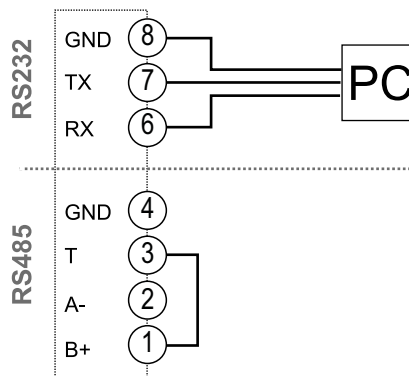 RS232
GND 8
TX 7
RX 6
PC
RS485
GND 4
T 3
A- 2
B+ 1